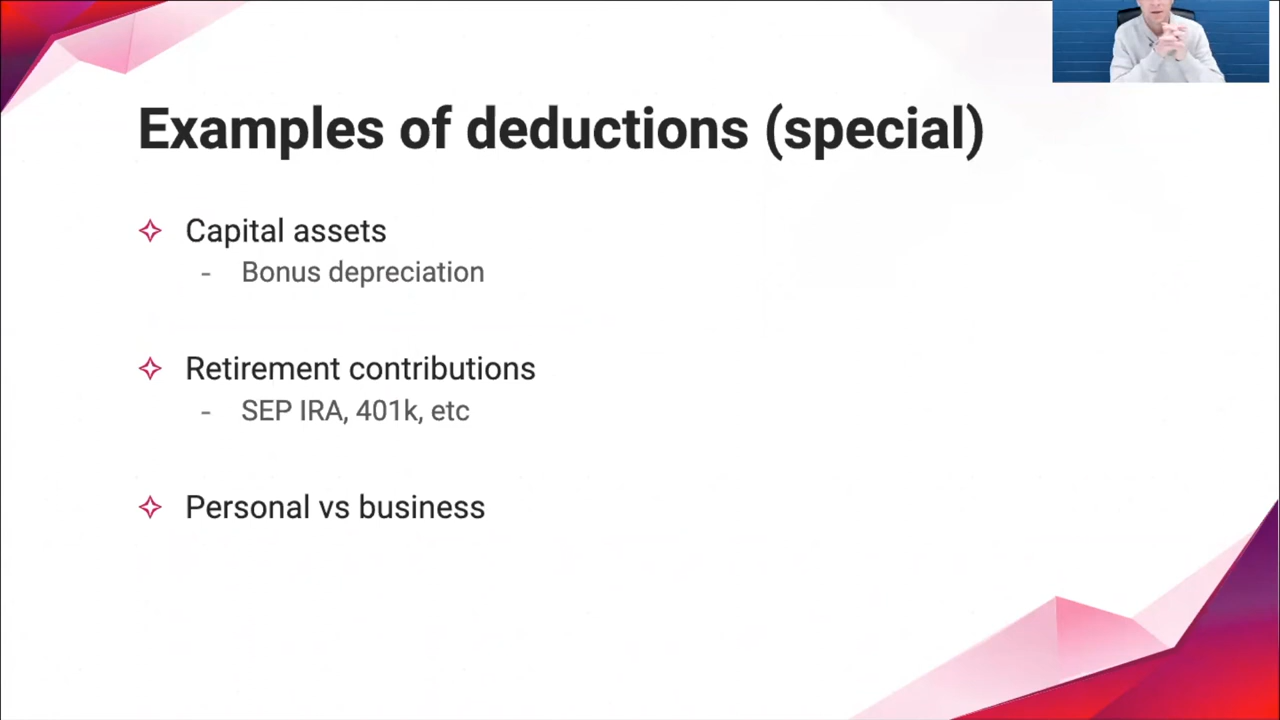 Examples of deductions (special)
Capital assets
- Bonus depreciation
Retirement contributions
- SEP IRA, 401k, etc
Personal vs business